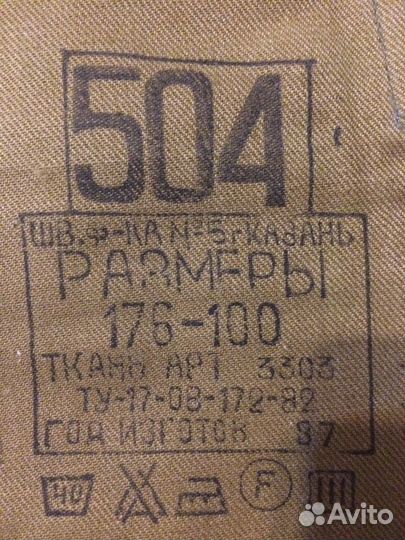 504
ШВ.Ф-КА №5 г КАЗАНЬ
РАЗМЕРЫ
176-100
ТКАНЬ АРТ 3303
ТУ-17-08-172-82
ГОД ИЗГОТОВ 87
40 F
Avito